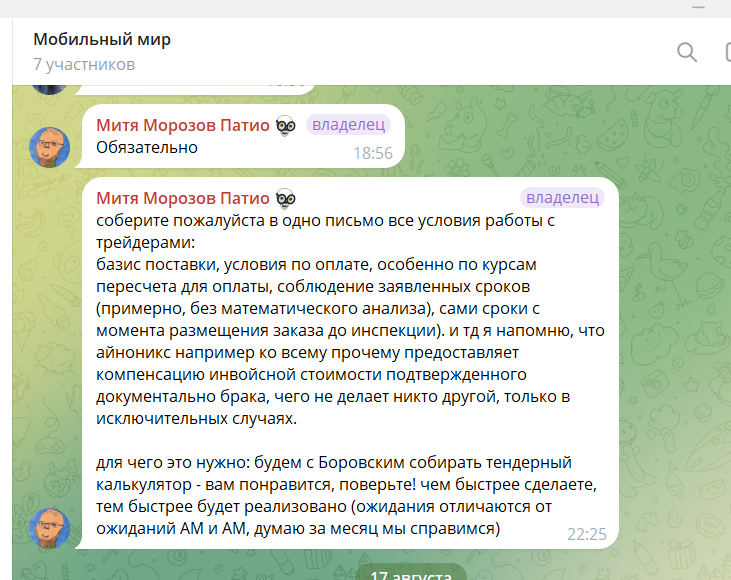 Мобильный мир
7 участников
Митя Морозов Патио владелец
Обязательно
18:56
Митя Морозов Патио владелец
соберите пожалуйста в одно письмо все условия работы с
трейдерами:
базис поставки, условия по оплате, особенно по курсам
пересчета для оплаты, соблюдение заявленных сроков
(примерно, без математического анализа), сами сроки с
момента размещения заказа до инспекции). и тд я напомню, что
айноникс например ко всему прочему предоставляет
компенсацию инвойсной стоимости подтвержденного
документально брака, чего не делает никто другой, только в
исключительных случаях.
для чего это нужно: будем с Боровским собирать тендерный
калькулятор - вам понравится, поверьте! чем быстрее сделаете,
тем быстрее будет реализовано (ожидания отличаются от
ожиданий АМ и АМ, думаю за месяц мы справимся)
22:25
17 августа